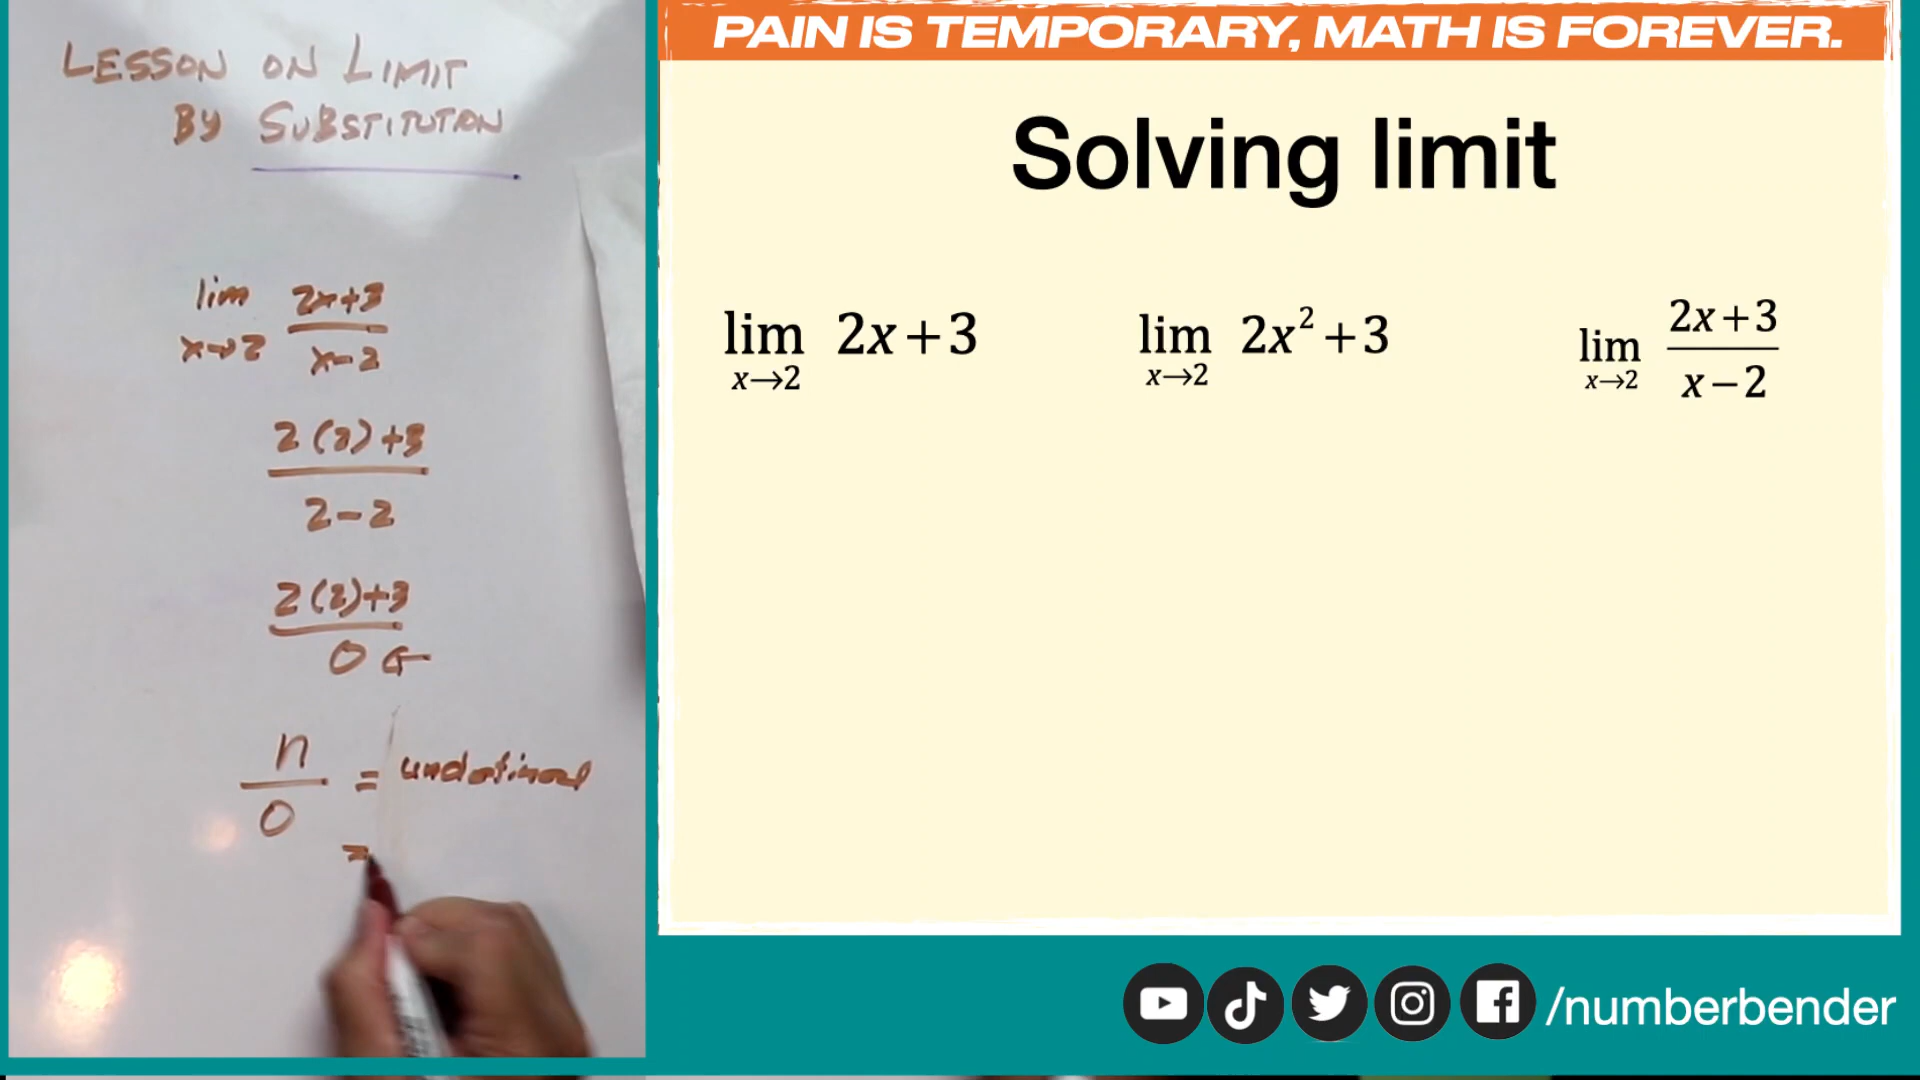 LESSON ON LIMIT
BY SUBSTITUTION
lim 2x+3
x→2 x-2
2(2)+3
2-2
2(2)+3
0
n
0 = undefined
=
PAIN IS TEMPORARY, MATH IS FOREVER.
Solving limit
lim 2x+3
x→2
lim 2x²+3
x→2
lim 2x+3
x→2 x-2
/numberbender